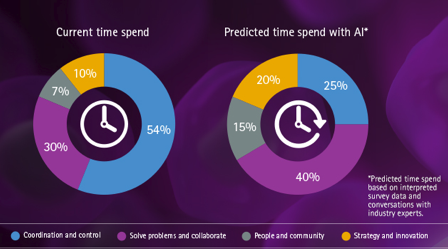 Current time spend
Predicted time spend with AI*
10%
7%
30%
54%
20%
15%
25%
40%
*Predicted time spend
based on interpreted
survey data and
conversations with
industry experts.
Coordination and control
Solve problems and collaborate
People and community
Strategy and Innovation